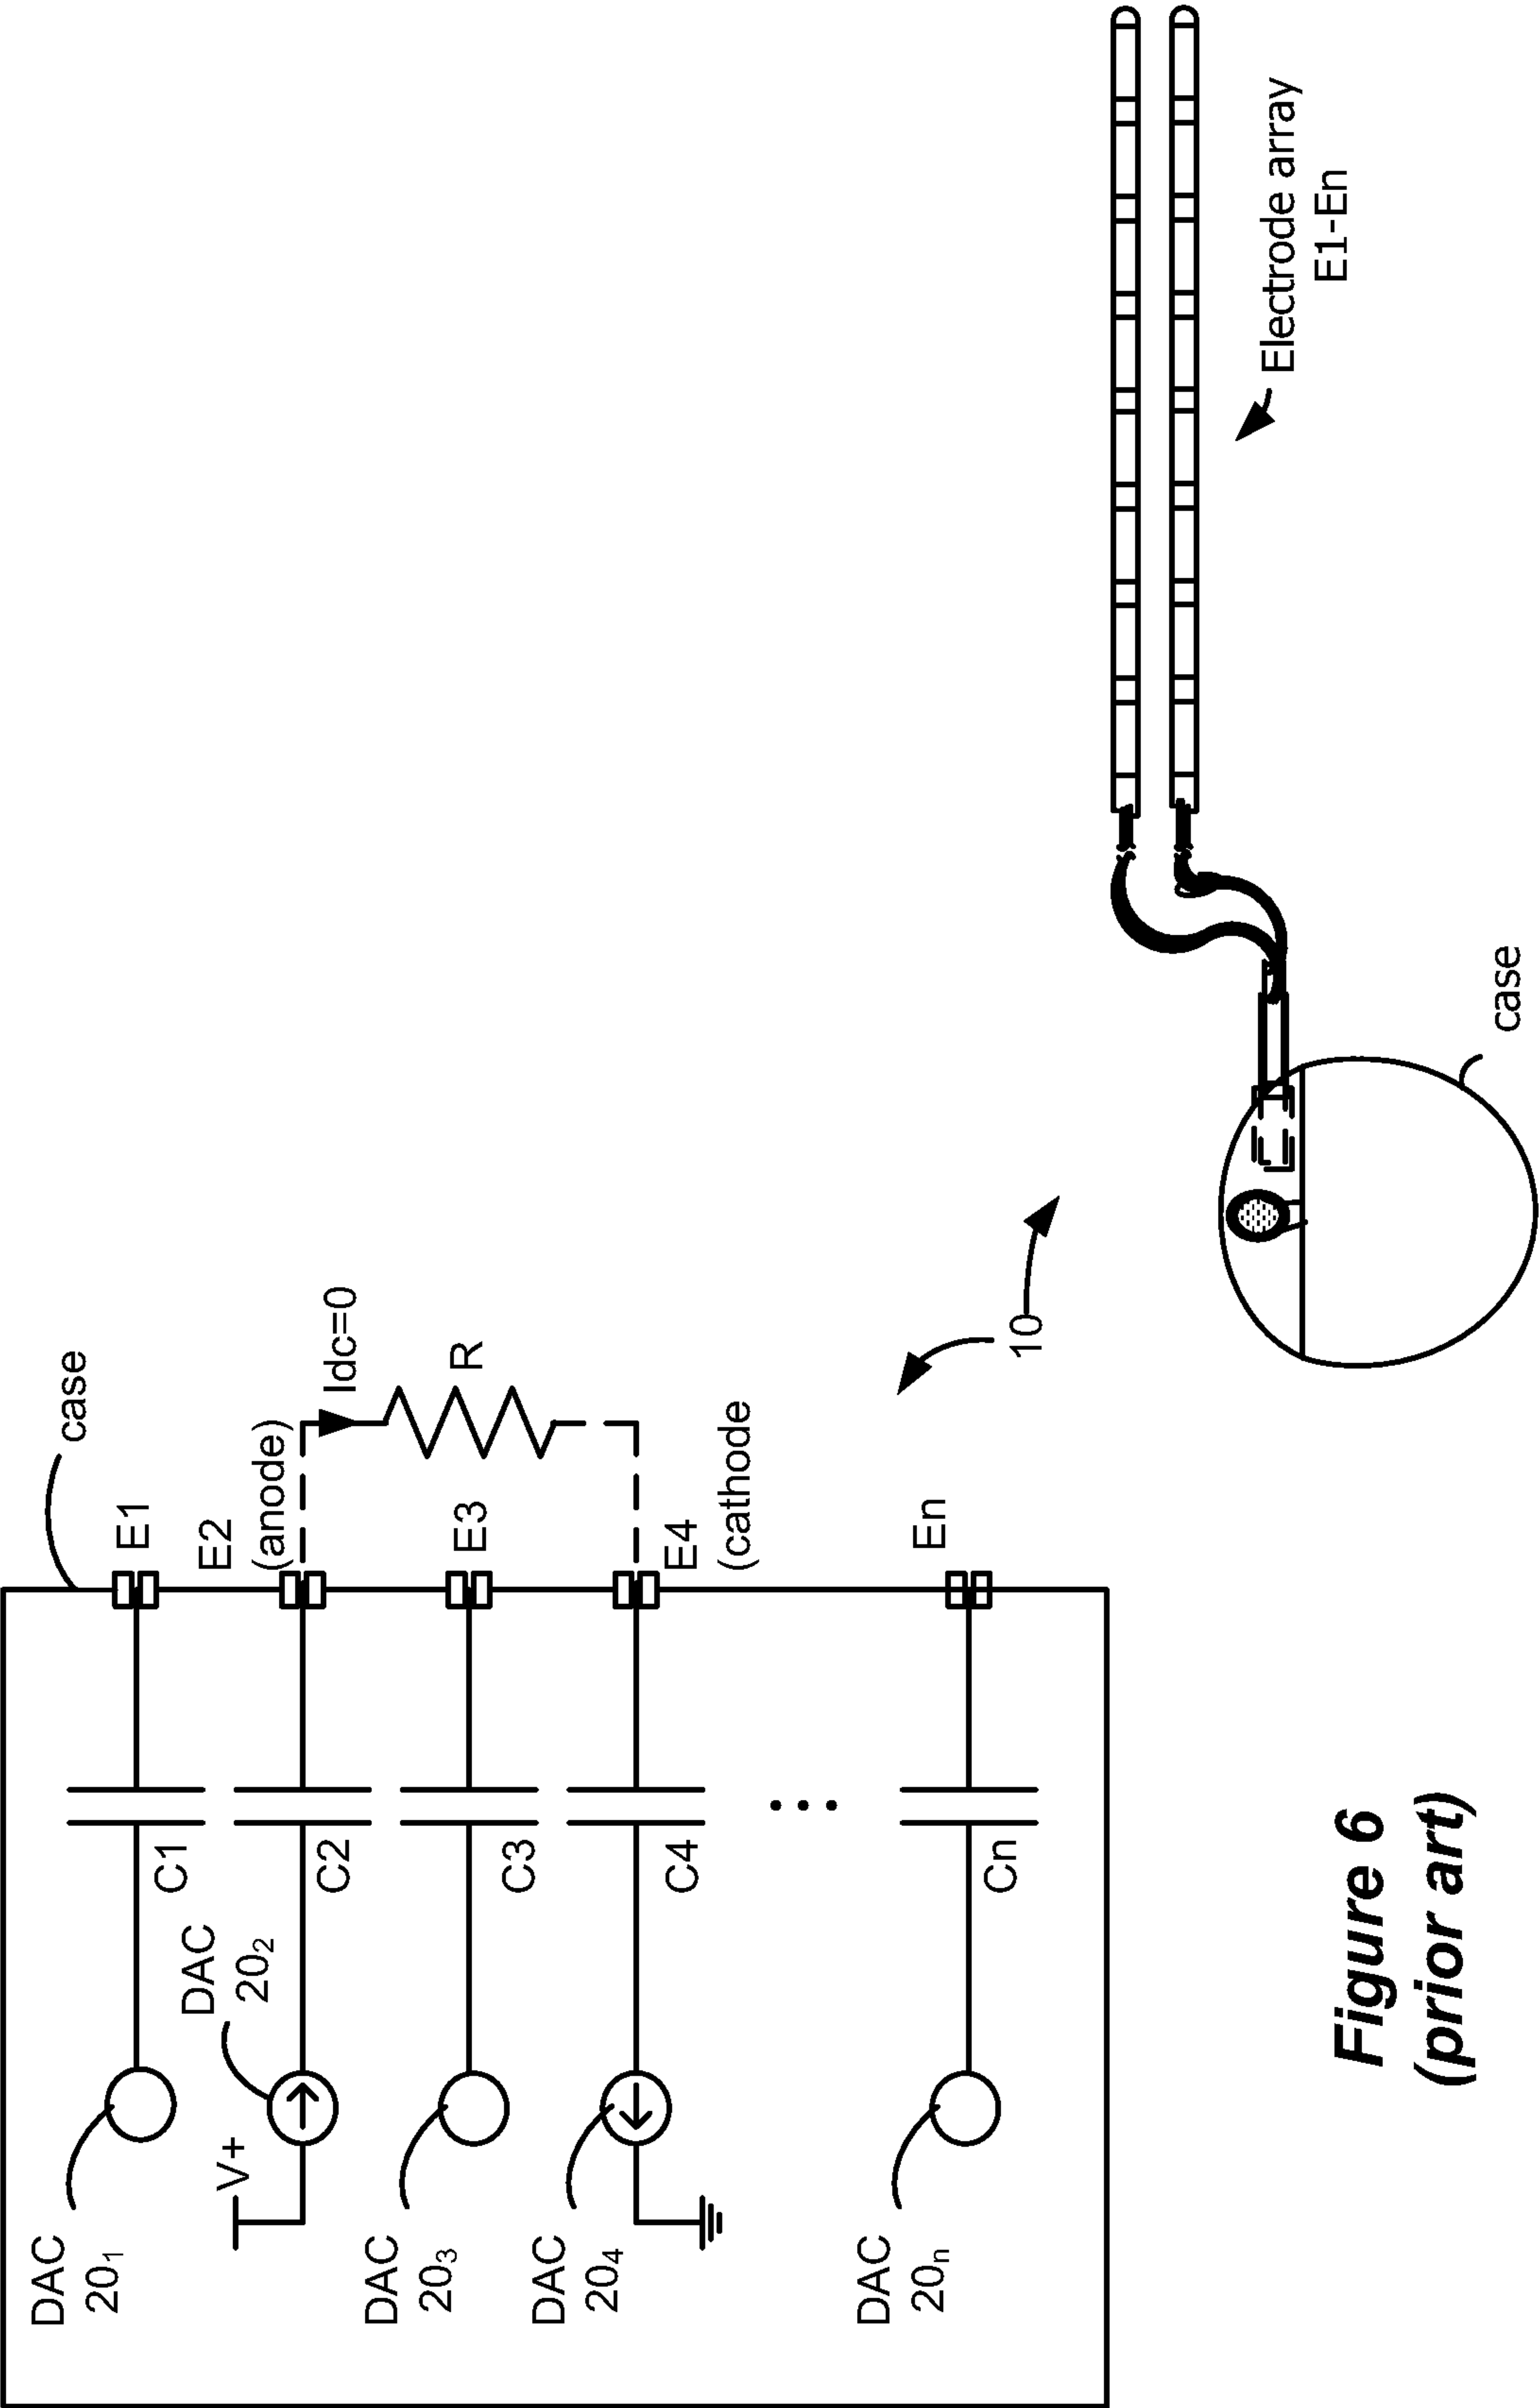 case
DAC
20₁
C1
E1
V+
DAC
20₂
C2
E2
(anode)
Idc=0
R
DAC
20₃
C3
E3
DAC
20₄
C4
E4
(cathode)
DAC
20ₙ
Cn
En
10
Electrode array
E1-En
case
Figure 6
(prior art)